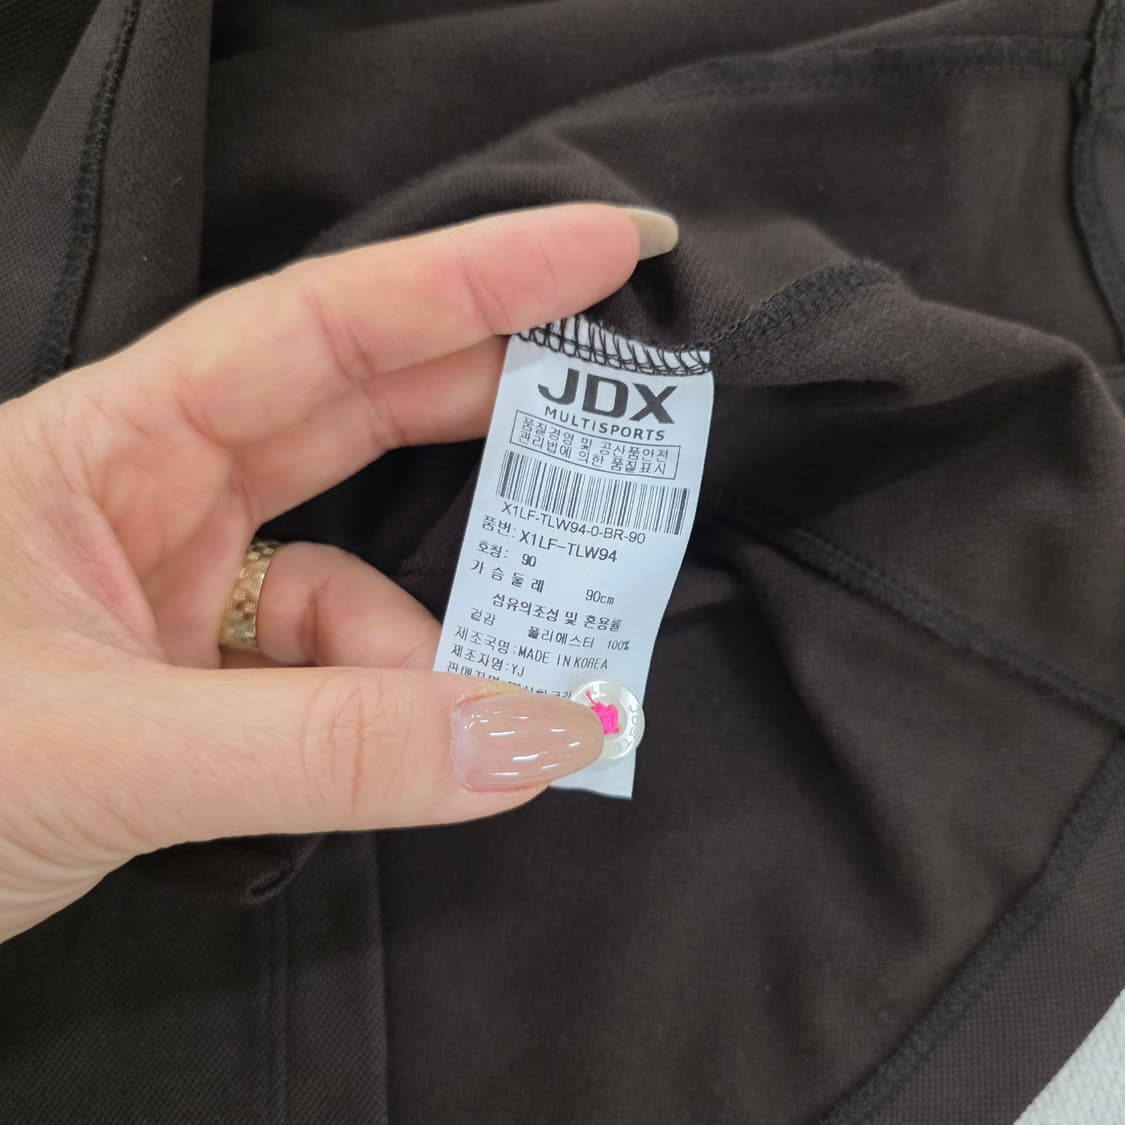 JDX
MULTISPORTS
품질경영 및 공산품안전
관리법에 의한 품질표시
X1LF-TLW94-0-BR-90
품번: X1LF-TLW94
호칭: 90
가슴둘레 90cm
섬유의조성 및 혼용률
겉감 폴리에스터 100%
제조국명:MADE IN KOREA
제조자명:YJ